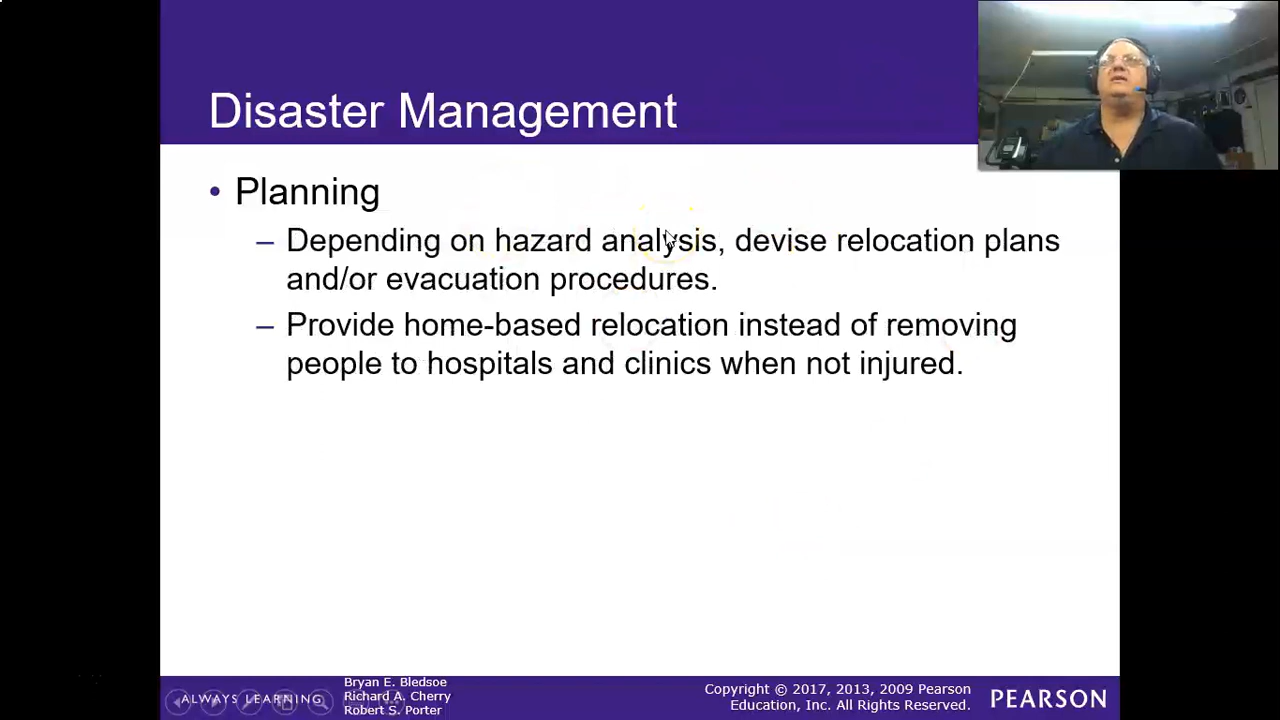 Disaster Management
• Planning
– Depending on hazard analysis, devise relocation plans
and/or evacuation procedures.
– Provide home-based relocation instead of removing
people to hospitals and clinics when not injured.
ALWAYS LEARNING
Bryan E. Bledsoe
Richard A. Cherry
Robert S. Porter
Copyright © 2017, 2013, 2009 Pearson
Education, Inc. All Rights Reserved.
PEARSON